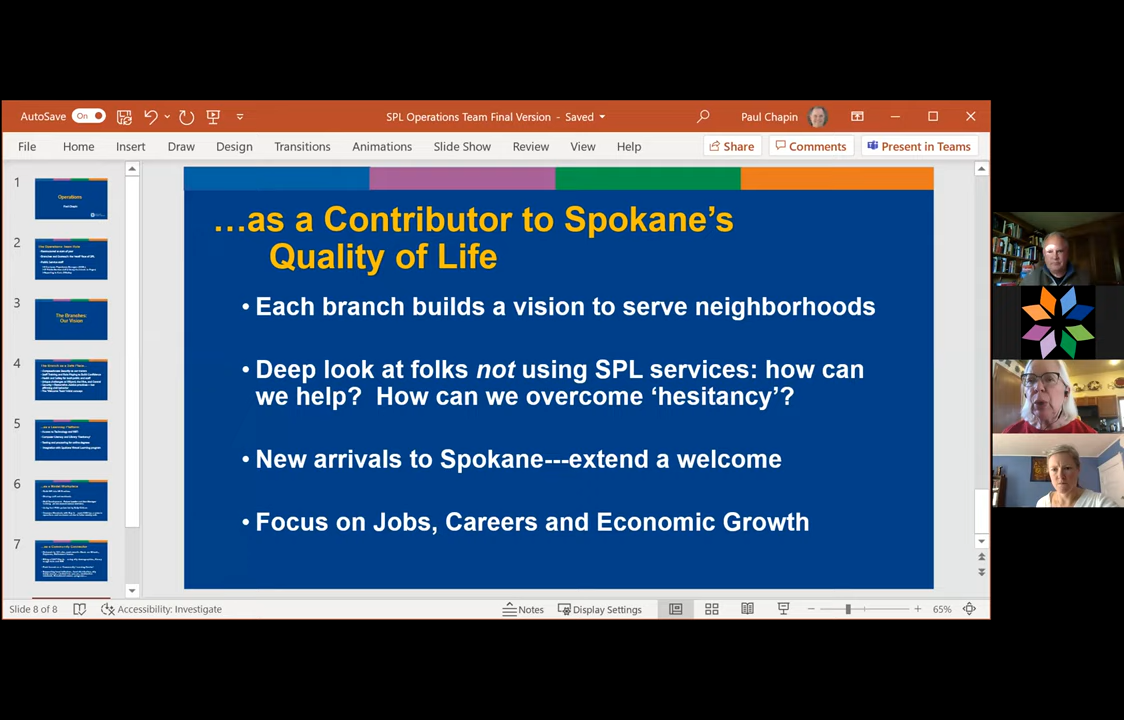 AutoSave On
SPL Operations Team Final Version - Saved
Paul Chapin
File Home Insert Draw Design Transitions Animations Slide Show Review View Help
Share Comments Present in Teams
1
Operations
Paul Chapin
2
3
The Branches:
Our Vision
4
5
6
7
…as a Contributor to Spokane’s
Quality of Life
• Each branch builds a vision to serve neighborhoods
• Deep look at folks not using SPL services: how can
we help? How can we overcome ‘hesitancy’?
• New arrivals to Spokane---extend a welcome
• Focus on Jobs, Careers and Economic Growth
Slide 8 of 8 Accessibility: Investigate Notes Display Settings 65%